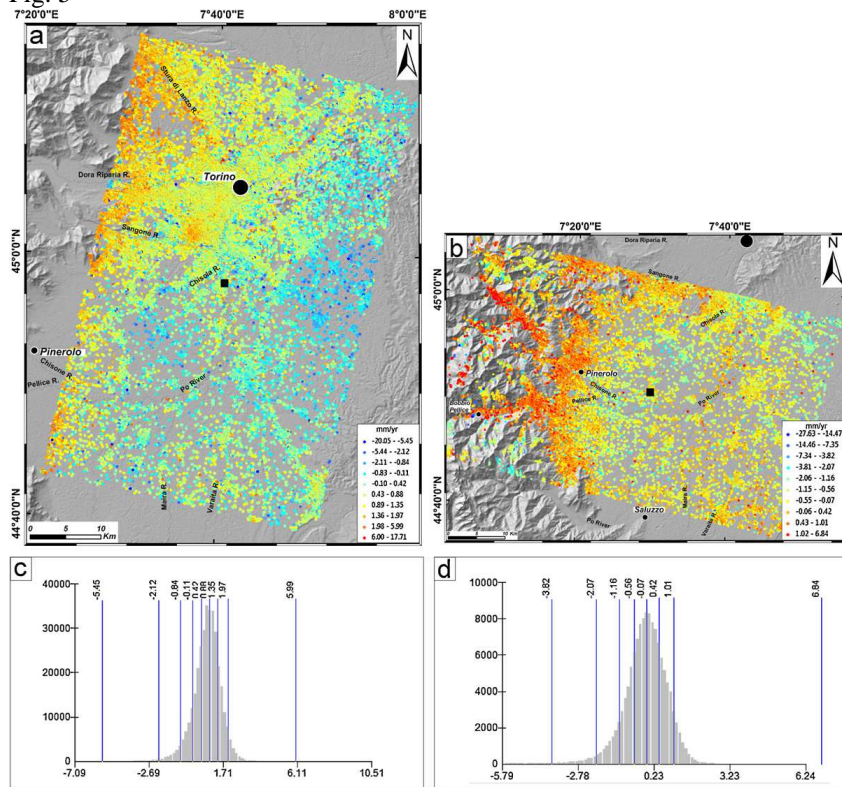 Fig. 3
7°20'0"E 7°40'0"E 8°0'0"E
a
N
Stura di Lanzo R.
Torino
Dora Riparia R.
Sangone R.
45°0'0"N
Chisola R.
Pinerolo
Chisone R.
Pellice R.
Po River
Maira R.
Varaita R.
44°40'0"N
0 5 10
Km
mm/yr
-20.05 - -5.45
-5.44 - -2.12
-2.11 - -0.84
-0.83 - -0.11
-0.10 - 0.42
0.43 - 0.88
0.89 - 1.35
1.36 - 1.97
1.98 - 5.99
6.00 - 17.71
7°20'0"E 7°40'0"E
b
N
Dora Riparia R.
Sangone R.
45°0'0"N
Chisola R.
Pinerolo
Chisone R.
Pellice R.
Bobbio
Pellice
Po River
Maira R.
Varaita R.
Saluzzo
Po River
44°40'0"N
0 5 10 Km
mm/yr
-27.63 - -14.47
-14.46 - -7.35
-7.34 - -3.82
-3.81 - -2.07
-2.06 - -1.16
-1.15 - -0.56
-0.55 - -0.07
-0.06 - 0.42
0.43 - 1.01
1.02 - 6.84
c
-5.45 -2.12 -0.84 -0.11 0.42 0.88 1.35 1.97 5.99
40000
30000
20000
10000
0
-7.09 -2.69 1.71 6.11 10.51
d
-3.82 -2.07 -1.16 -0.56 -0.07 0.42 1.01 6.84
10000
8000
6000
4000
2000
0
-5.79 -2.78 0.23 3.23 6.24